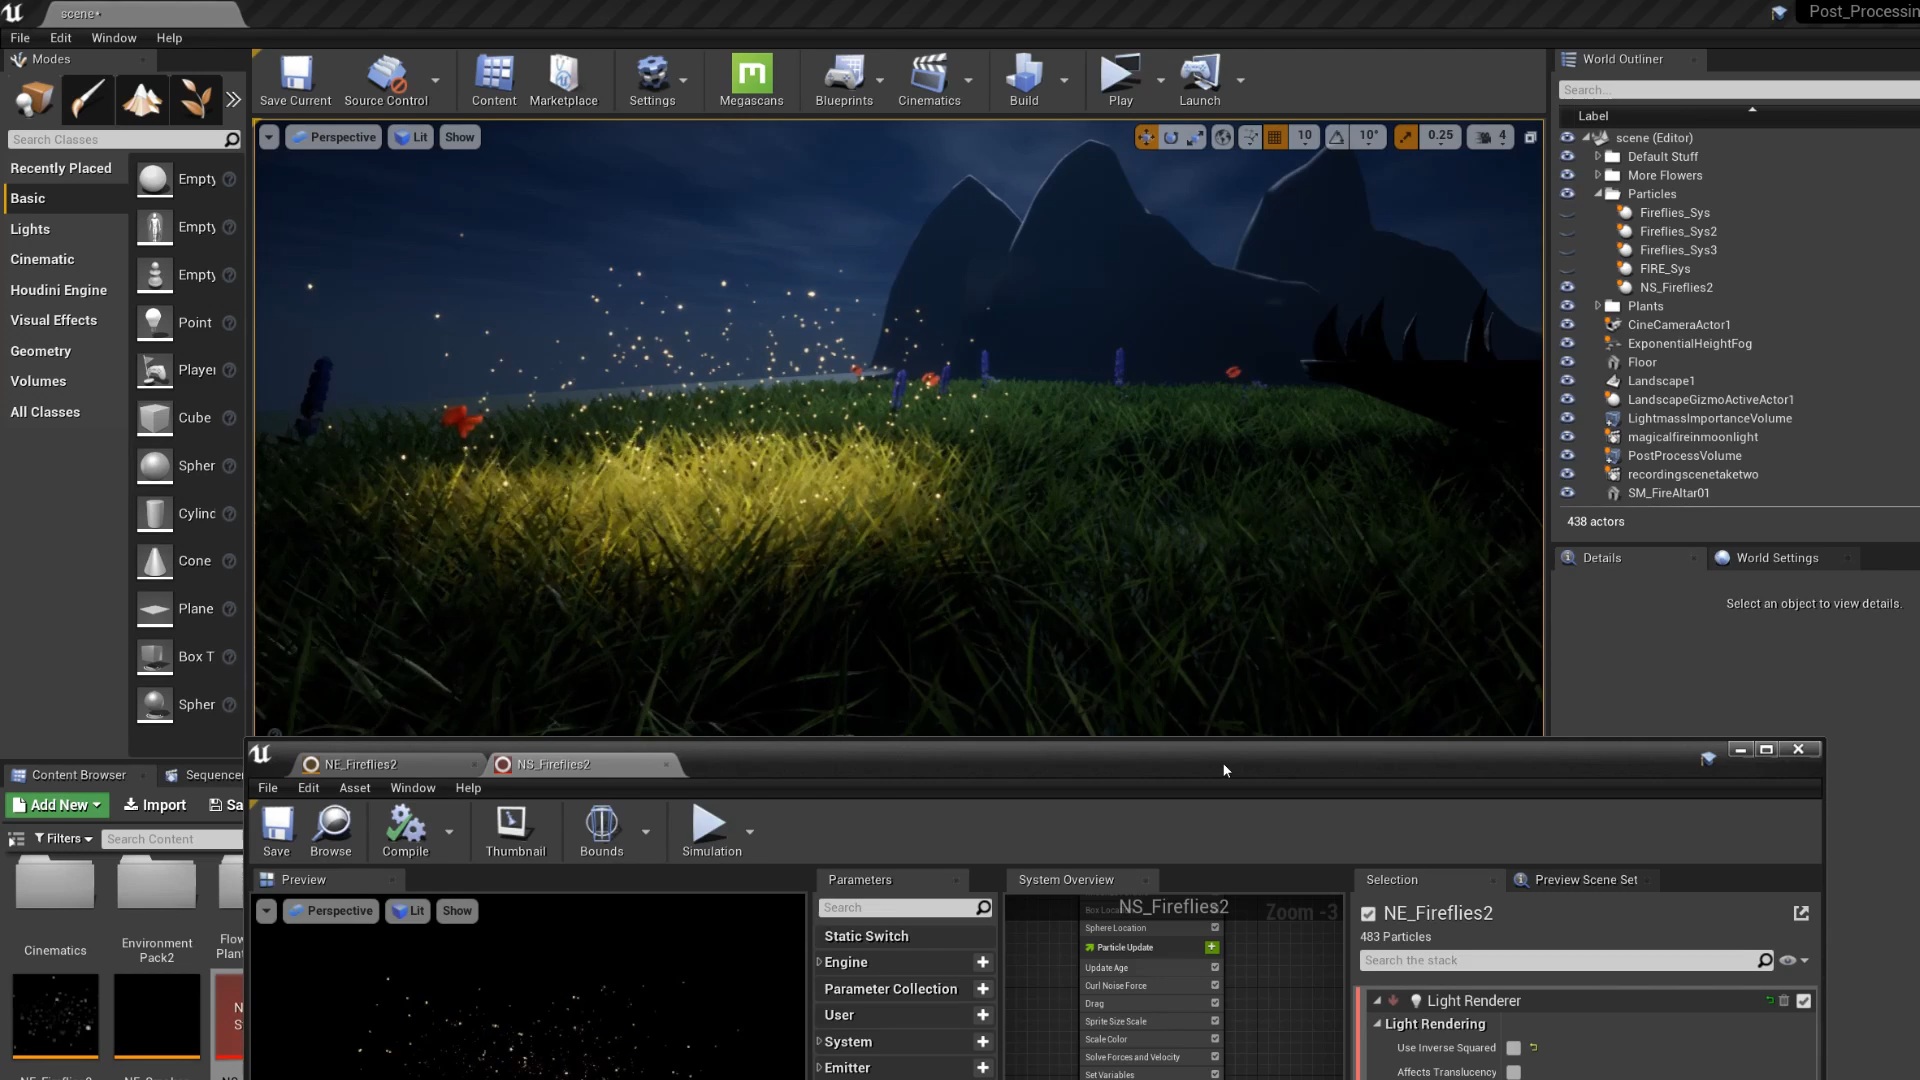 scene•
Post_Processin
File Edit Window Help
Modes
Search Classes
Recently Placed
Basic
Lights
Cinematic
Houdini Engine
Visual Effects
Geometry
Volumes
All Classes
Empty
Empty
Empty
Point
Player
Cube
Spher
Cylinc
Cone
Plane
Box T
Spher
Save Current
Source Control
Content
Marketplace
Settings
Megascans
Blueprints
Cinematics
Build
Play
Launch
Perspective
Lit
Show
10
10°
0.25
4
World Outliner
Search...
Label
scene (Editor)
Default Stuff
More Flowers
Particles
Fireflies_Sys
Fireflies_Sys2
Fireflies_Sys3
FIRE_Sys
NS_Fireflies2
Plants
CineCameraActor1
ExponentialHeightFog
Floor
Landscape1
LandscapeGizmoActiveActor1
LightmassImportanceVolume
magicalfireinmoonlight
PostProcessVolume
recordingscenetaketwo
SM_FireAltar01
438 actors
Details
World Settings
Select an object to view details.
Content Browser
Sequencer
Add New
Import
Sa
Filters
Search Content
Cinematics
Environment
Pack2
Flow
Plant
NE_Fireflies2
NS_Fireflies2
File Edit Asset Window Help
Save
Browse
Compile
Thumbnail
Bounds
Simulation
Preview
Perspective
Lit
Show
Parameters
Search
Static Switch
Engine
Parameter Collection
User
System
Emitter
System Overview
NS_Fireflies2
Zoom -3
Sphere Location
Particle Update
Update Age
Curl Noise Force
Drag
Sprite Size Scale
Scale Color
Solve Forces and Velocity
Set Variables
Selection
Preview Scene Set
NE_Fireflies2
483 Particles
Search the stack
Light Renderer
Light Rendering
Use Inverse Squared
Affects Translucency